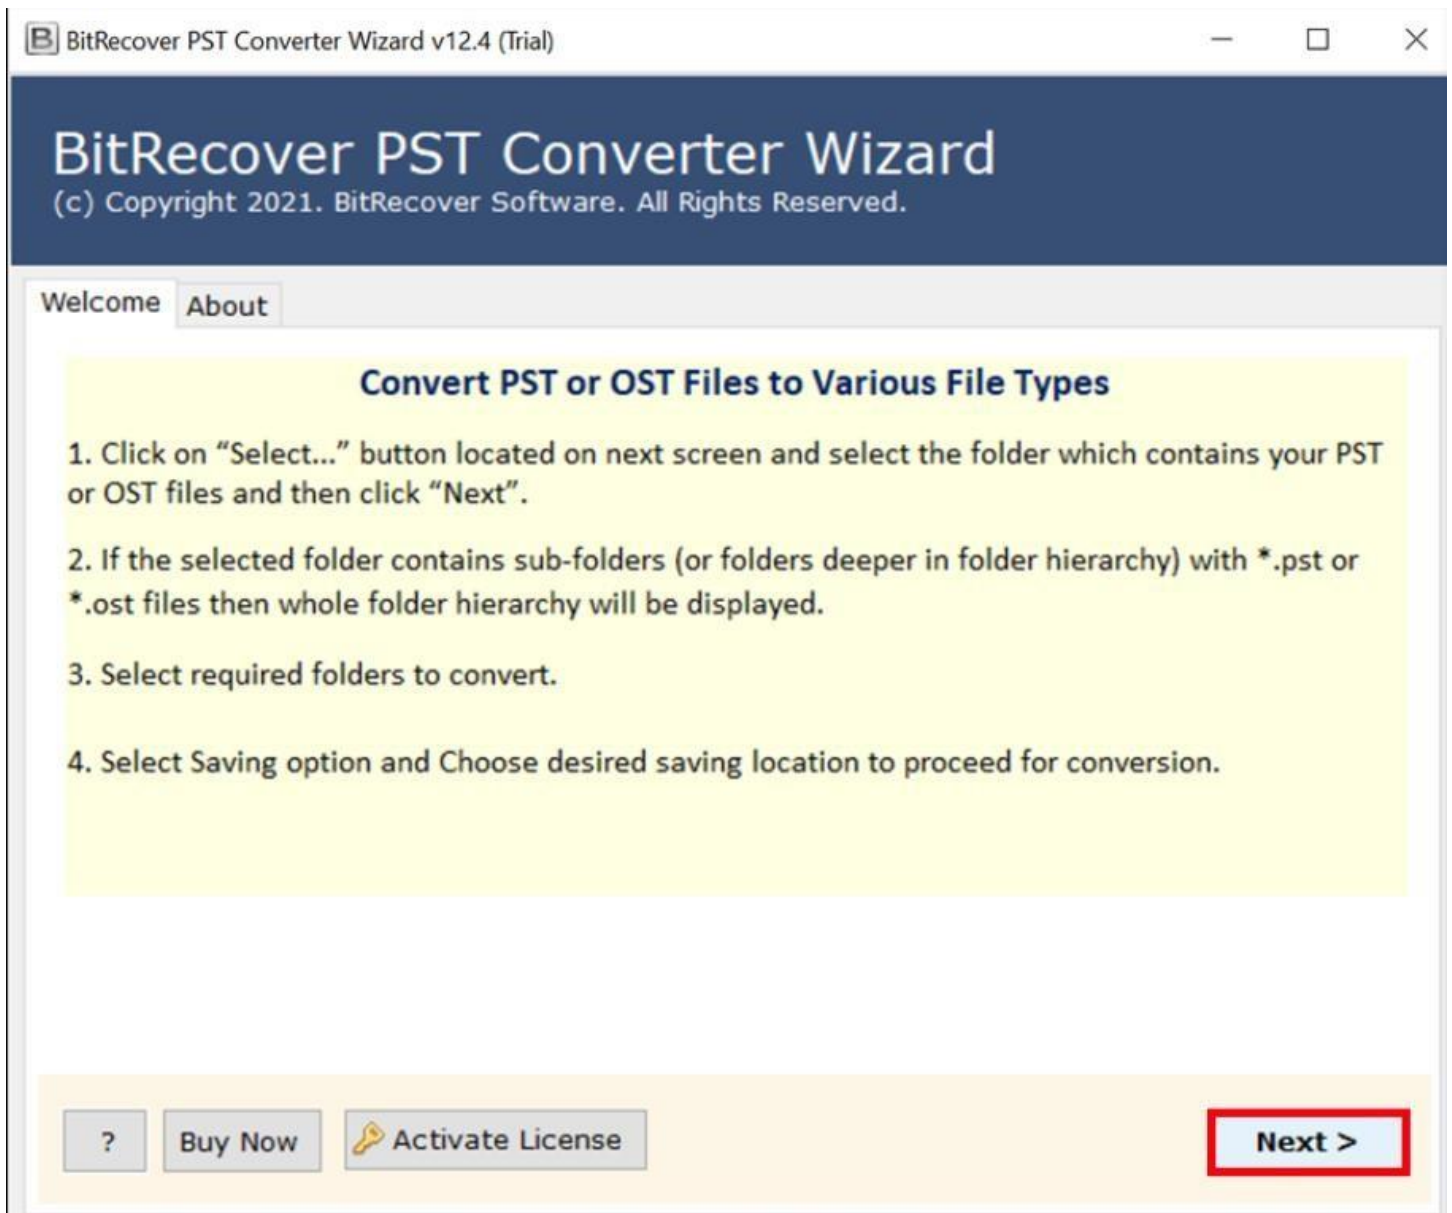 BitRecover PST Converter Wizard v12.4 (Trial)
BitRecover PST Converter Wizard
(c) Copyright 2021. BitRecover Software. All Rights Reserved.
Welcome
About
Convert PST or OST Files to Various File Types
1. Click on “Select...” button located on next screen and select the folder which contains your PST
or OST files and then click “Next”.
2. If the selected folder contains sub-folders (or folders deeper in folder hierarchy) with *.pst or
*.ost files then whole folder hierarchy will be displayed.
3. Select required folders to convert.
4. Select Saving option and Choose desired saving location to proceed for conversion.
?
Buy Now
Activate License
Next >